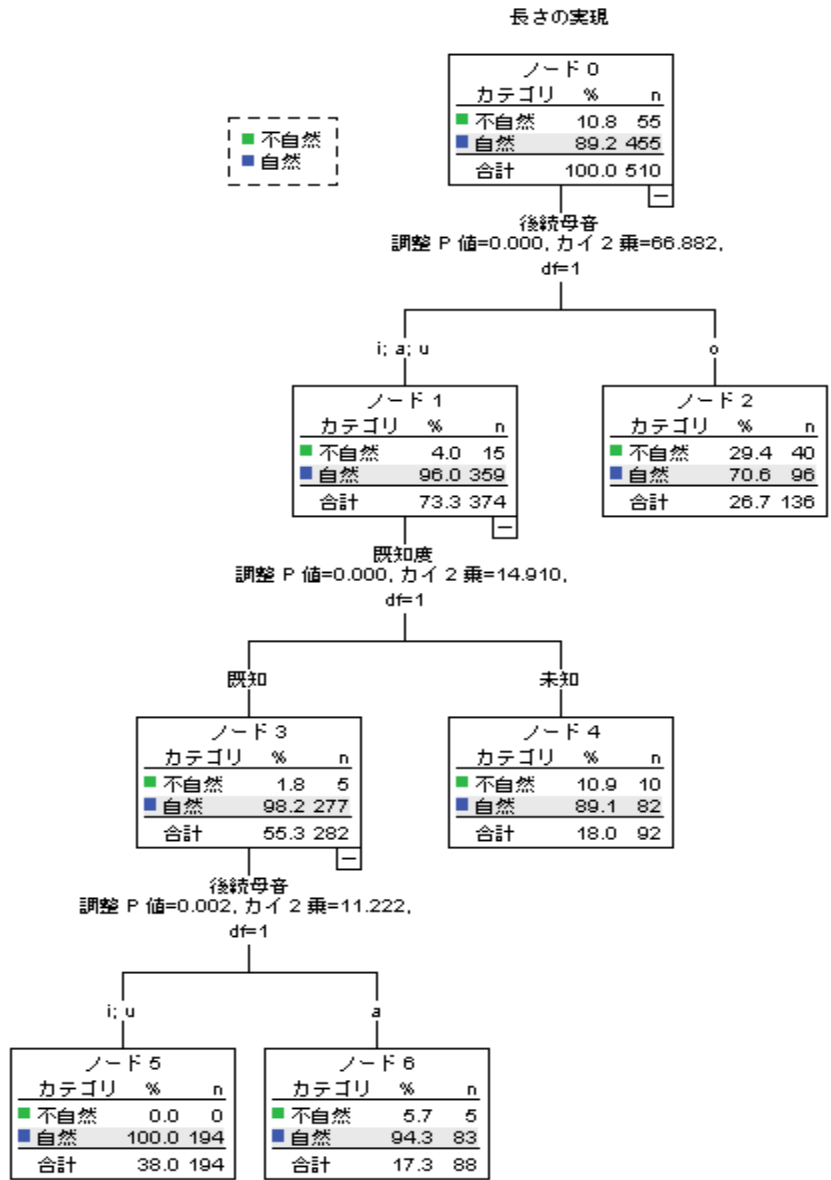 長さの実現
不自然
自然
ノード 0
カテゴリ % n
不自然 10.8 55
自然 89.2 455
合計 100.0 510
後続母音
調整 P 値=0.000, カイ 2 乗=66.882,
df=1
i; a; u
o
ノード 1
カテゴリ % n
不自然 4.0 15
自然 96.0 359
合計 73.3 374
ノード 2
カテゴリ % n
不自然 29.4 40
自然 70.6 96
合計 26.7 136
既知度
調整 P 値=0.000, カイ 2 乗=14.910,
df=1
既知
未知
ノード 3
カテゴリ % n
不自然 1.8 5
自然 98.2 277
合計 55.3 282
ノード 4
カテゴリ % n
不自然 10.9 10
自然 89.1 82
合計 18.0 92
後続母音
調整 P 値=0.002, カイ 2 乗=11.222,
df=1
i; u
a
ノード 5
カテゴリ % n
不自然 0.0 0
自然 100.0 194
合計 38.0 194
ノード 6
カテゴリ % n
不自然 5.7 5
自然 94.3 83
合計 17.3 88